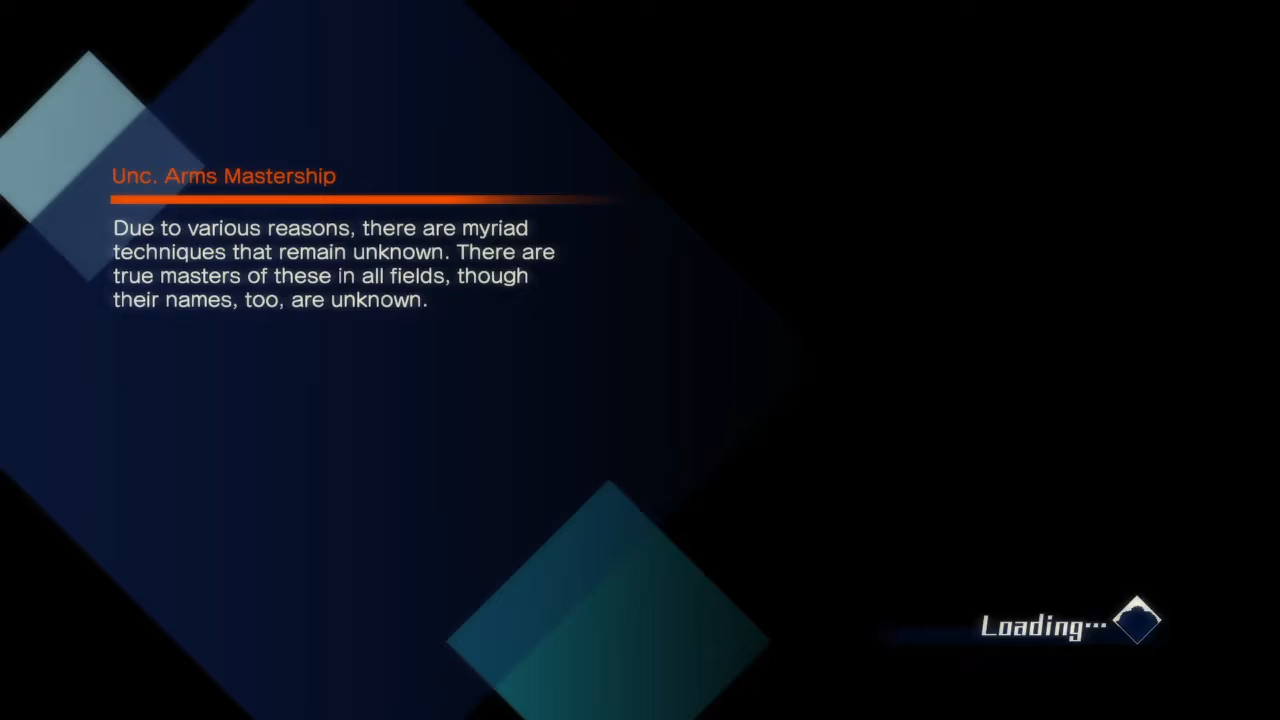 Unc. Arms Mastership
Due to various reasons, there are myriad
techniques that remain unknown. There are
true masters of these in all fields, though
their names, too, are unknown.
Loading…